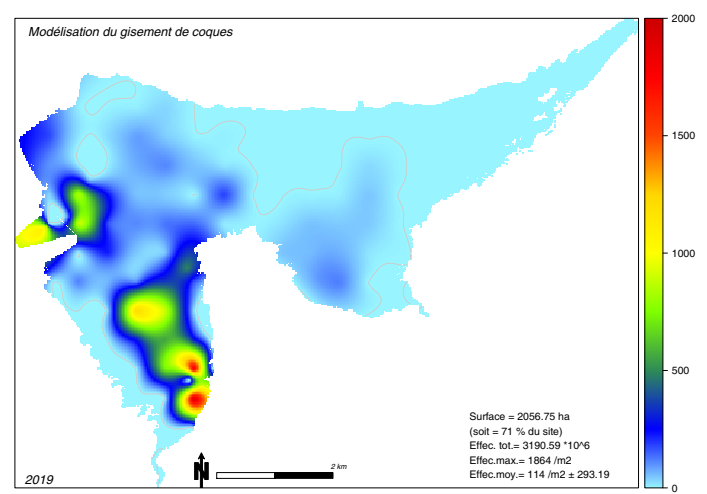 Modélisation du gisement de coques
2000
1500
1000
500
0
Surface = 2056.75 ha
(soit = 71 % du site)
Effec. tot.= 3190.59 *10^6
Effec.max.= 1864 /m2
Effec.moy.= 114 /m2 ± 293.19
2 km
N
2019